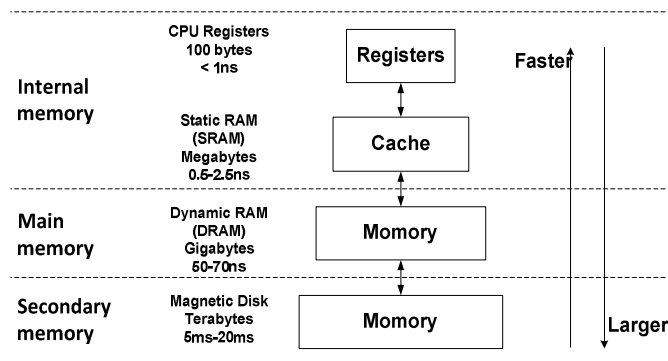 CPU Registers
100 bytes
< 1ns
Registers
Faster
Internal
memory
Static RAM
(SRAM)
Megabytes
0.5-2.5ns
Cache
Main
memory
Dynamic RAM
(DRAM)
Gigabytes
50-70ns
Momory
Secondary
memory
Magnetic Disk
Terabytes
5ms-20ms
Momory
Larger